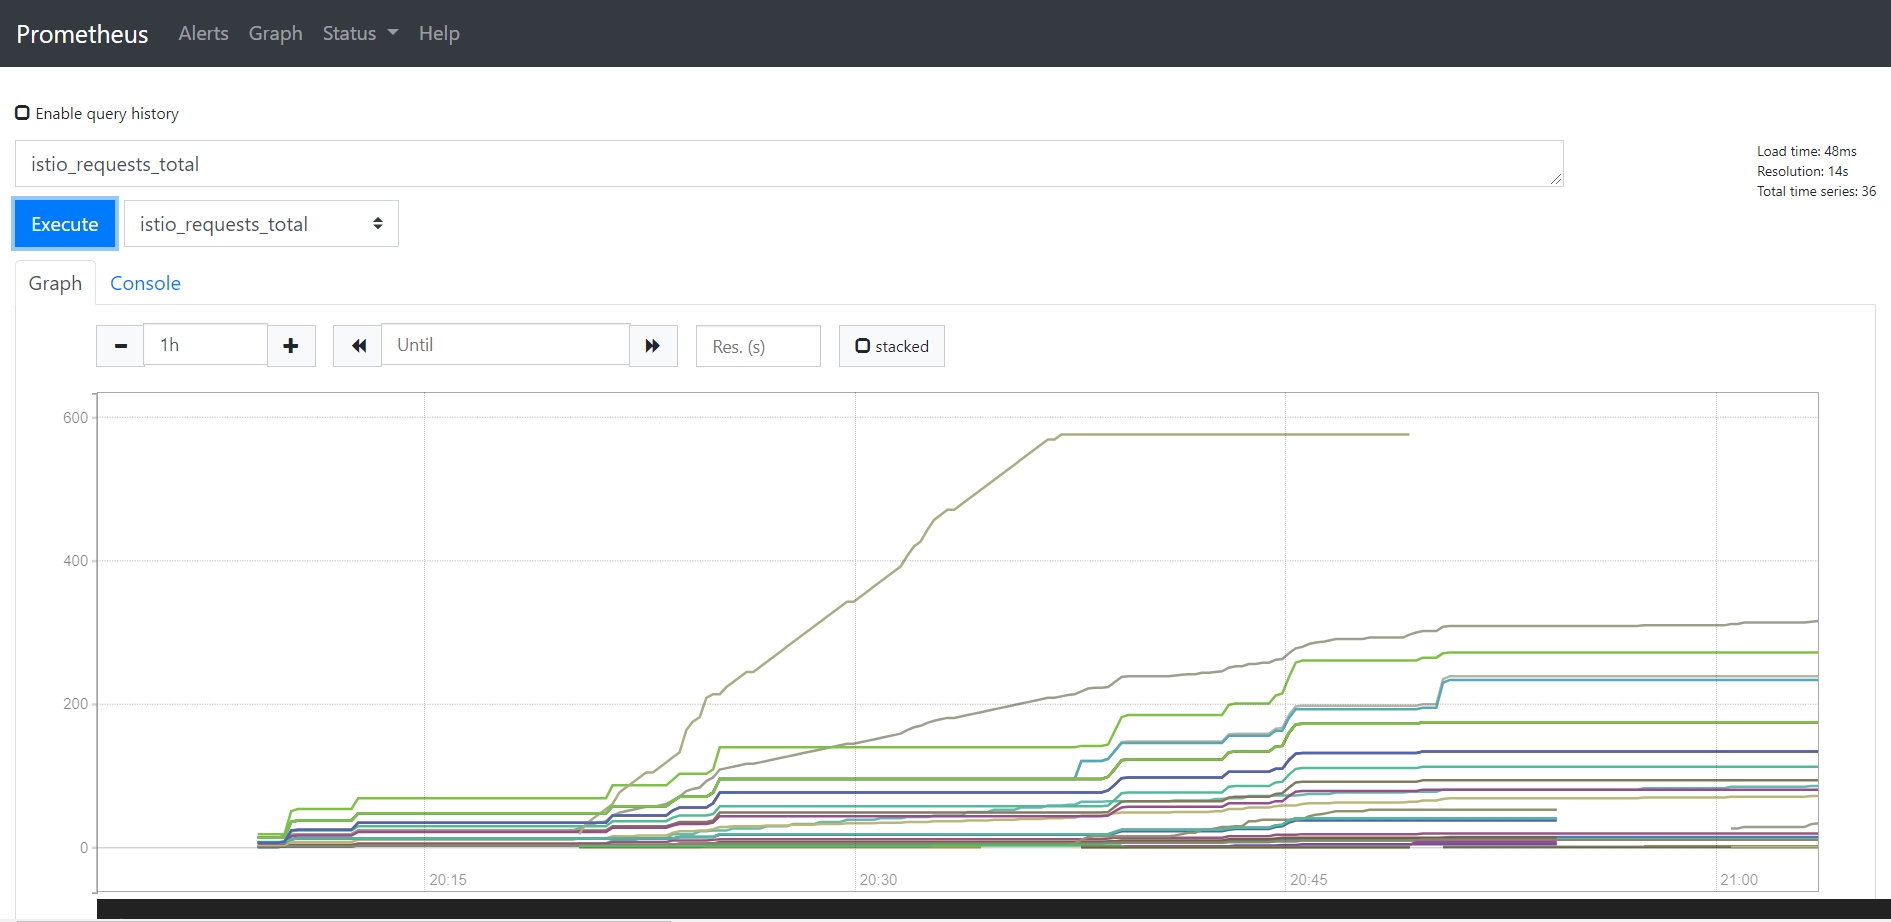 Prometheus Alerts Graph Status Help
Enable query history
istio_requests_total
Load time: 48ms
Resolution: 14s
Total time series: 36
Execute istio_requests_total
Graph Console
1h Until Res. (s) stacked
600
400
200
0
20:15 20:30 20:45 21:00